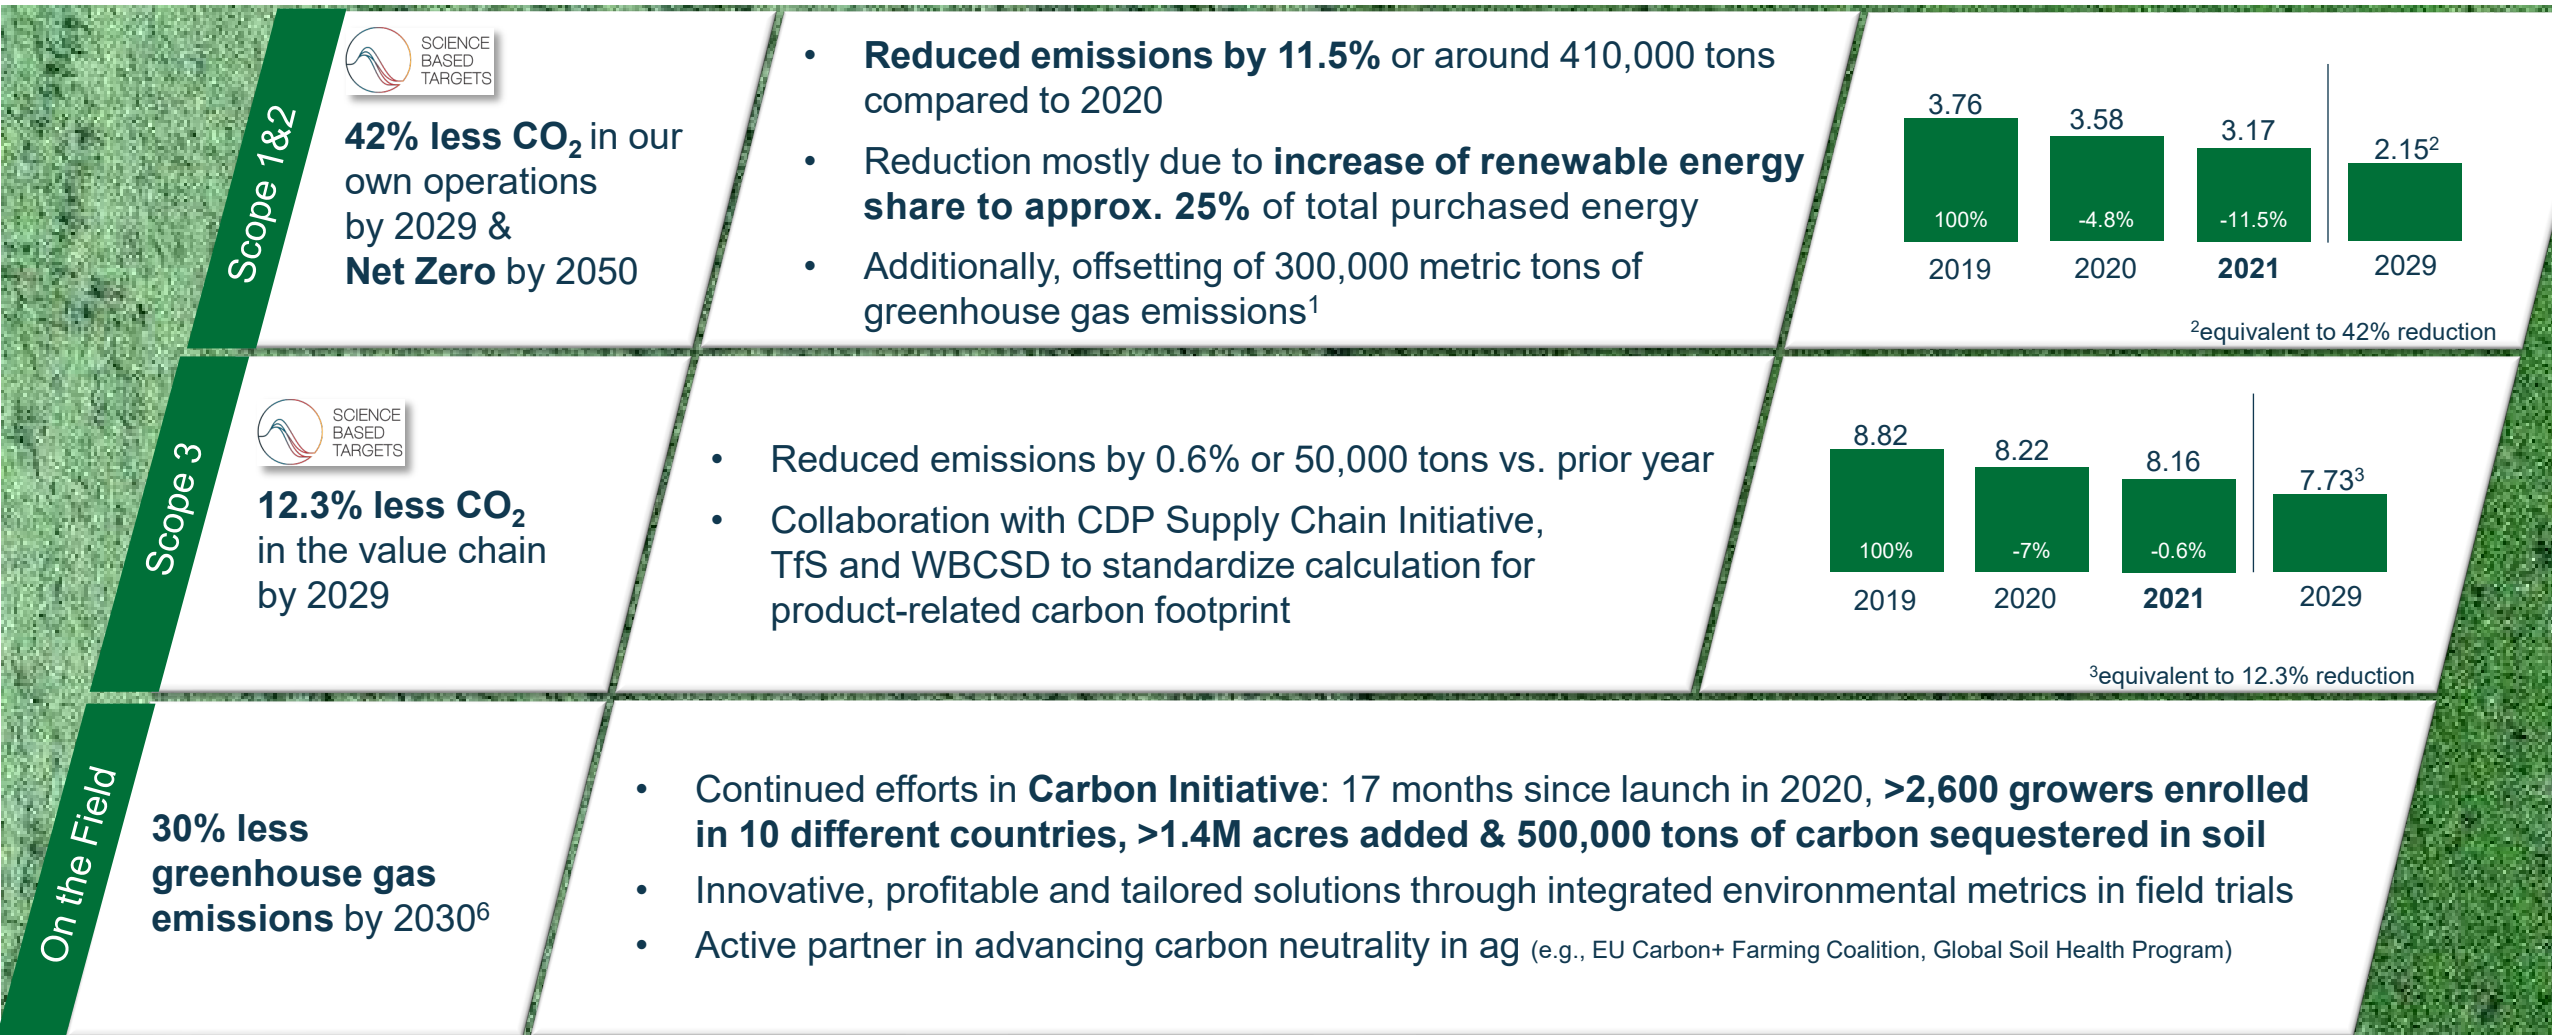 Scope 1&2
SCIENCE
BASED
TARGETS
42% less CO₂ in our
own operations
by 2029 &
Net Zero by 2050
• Reduced emissions by 11.5% or around 410,000 tons
compared to 2020
• Reduction mostly due to increase of renewable energy
share to approx. 25% of total purchased energy
• Additionally, offsetting of 300,000 metric tons of
greenhouse gas emissions¹
3.76 3.58 3.17 2.15²
100% -4.8% -11.5%
2019 2020 2021 2029
²equivalent to 42% reduction
Scope 3
SCIENCE
BASED
TARGETS
12.3% less CO₂
in the value chain
by 2029
• Reduced emissions by 0.6% or 50,000 tons vs. prior year
• Collaboration with CDP Supply Chain Initiative,
TfS and WBCSD to standardize calculation for
product-related carbon footprint
8.82 8.22 8.16 7.73³
100% -7% -0.6%
2019 2020 2021 2029
³equivalent to 12.3% reduction
On the Field
30% less
greenhouse gas
emissions by 2030⁶
• Continued efforts in Carbon Initiative: 17 months since launch in 2020, >2,600 growers enrolled
in 10 different countries, >1.4M acres added & 500,000 tons of carbon sequestered in soil
• Innovative, profitable and tailored solutions through integrated environmental metrics in field trials
• Active partner in advancing carbon neutrality in ag (e.g., EU Carbon+ Farming Coalition, Global Soil Health Program)